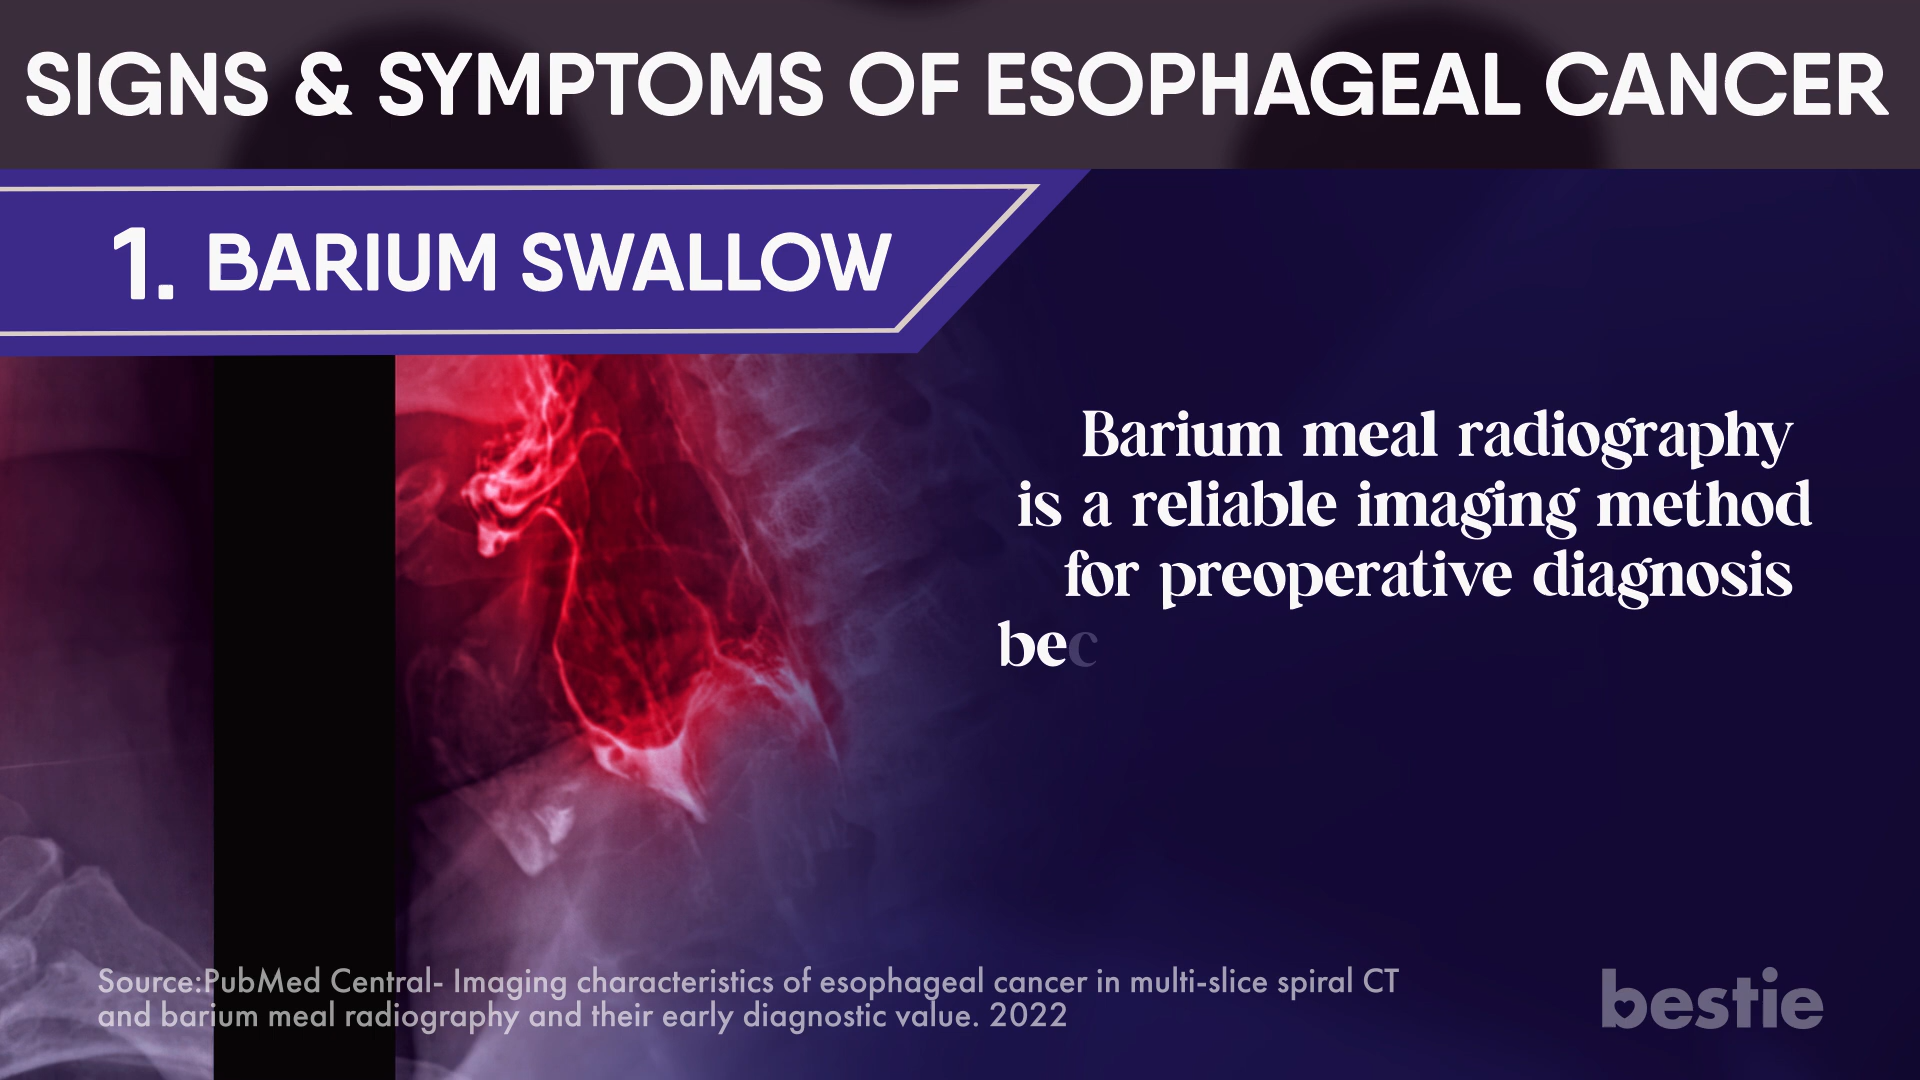 SIGNS & SYMPTOMS OF ESOPHAGEAL CANCER
1. BARIUM SWALLOW
Barium meal radiography
is a reliable imaging method
for preoperative diagnosis
bec
Source:PubMed Central- Imaging characteristics of esophageal cancer in multi-slice spiral CT
and barium meal radiography and their early diagnostic value. 2022
bestie